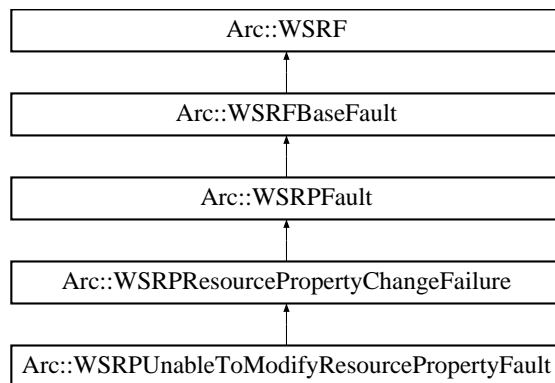 Arc::WSRF
Arc::WSRFBaseFault
Arc::WSRPFault
Arc::WSRPResourcePropertyChangeFailure
Arc::WSRPUnableToModifyResourcePropertyFault